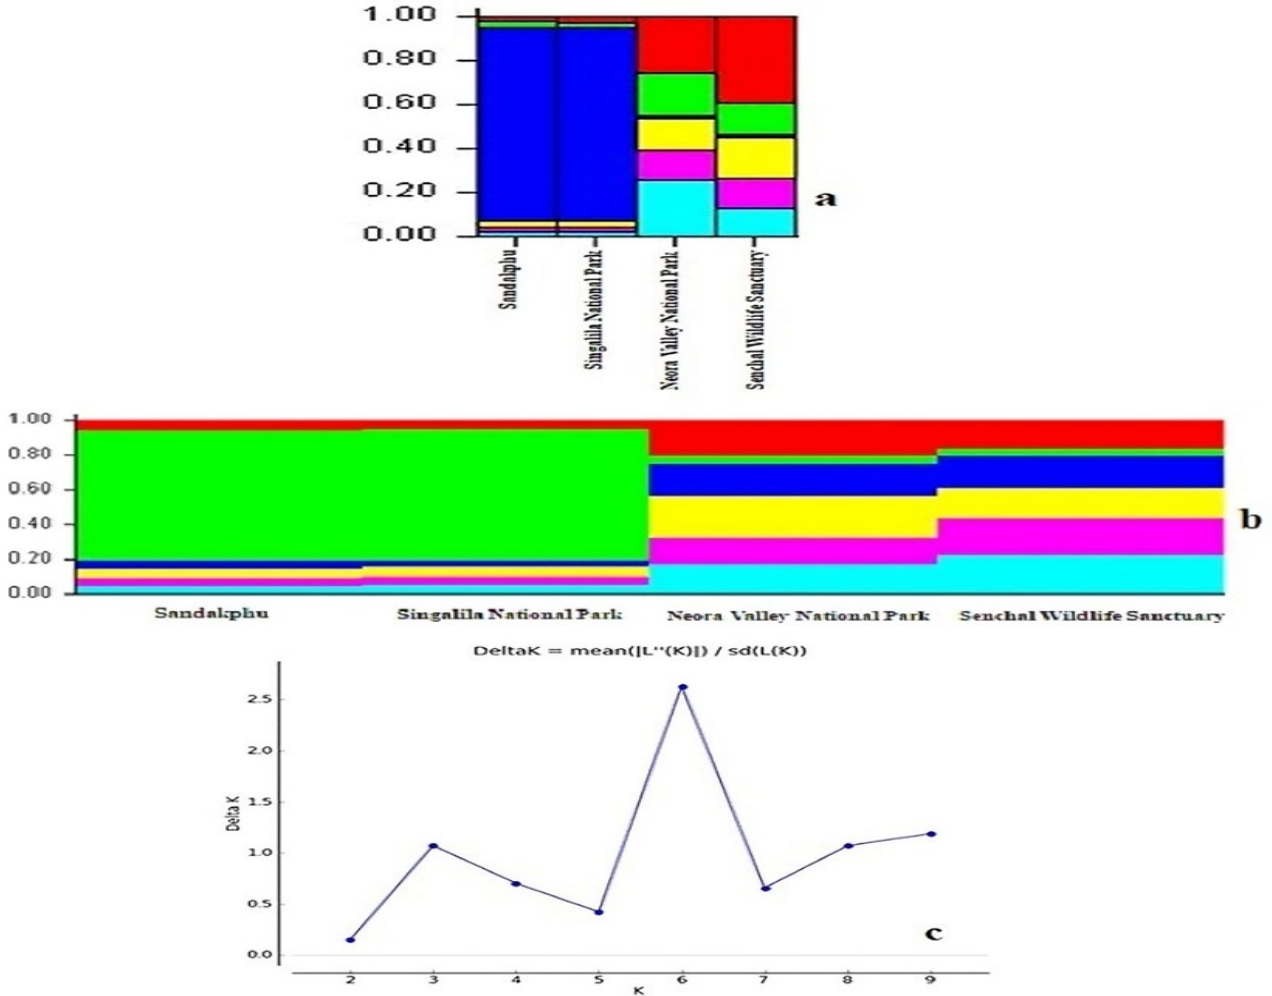 1.00
0.80
0.60
0.40
0.20
0.00
a
Sandakphu
Singalila National Park
Neora Valley National Park
Senchal Wildlife Sanctuary
1.00
0.80
0.60
0.40
0.20
0.00
b
Sandakphu Singalila National Park Neora Valley National Park Senchal Wildlife Sanctuary
DeltaK = mean(|L''(K)|) / sd(L(K))
2.5
2.0
1.5
1.0
0.5
0.0
Delta K
c
2 3 4 5 6 7 8 9
K